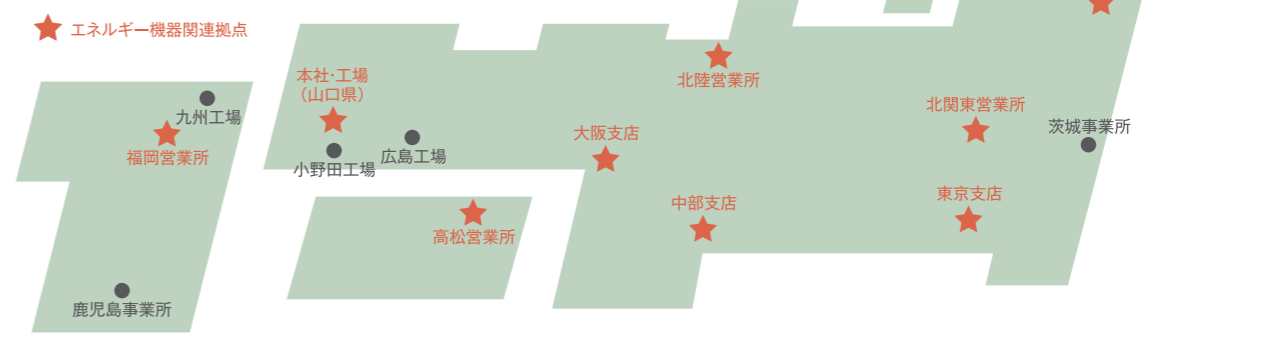 エネルギー機器関連拠点
本社・工場
（山口県）
北陸営業所
九州工場
北関東営業所
茨城事業所
大阪支店
福岡営業所
広島工場
小野田工場
東京支店
中部支店
高松営業所
鹿児島事業所